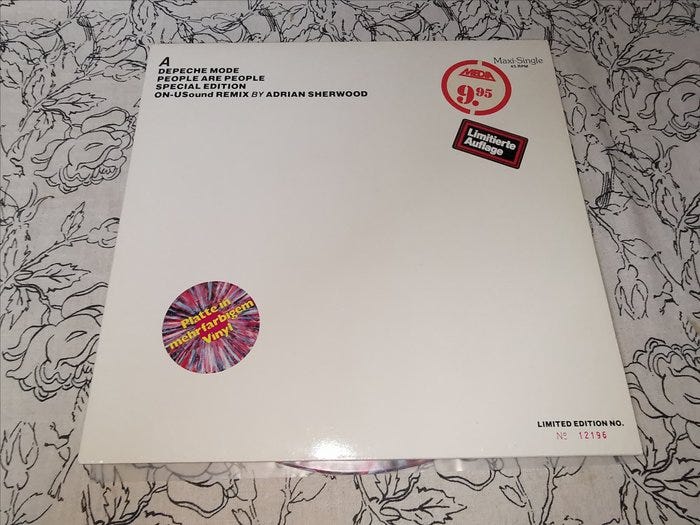 A
DEPECHE MODE
PEOPLE ARE PEOPLE
SPECIAL EDITION
ON-USound REMIX BY ADRIAN SHERWOOD
Maxi-Single
45 RPM
MEDIA
9.95
Limitierte
Auflage
Platte in
mehrfarbigem
Vinyl
LIMITED EDITION NO.
Nº 12196